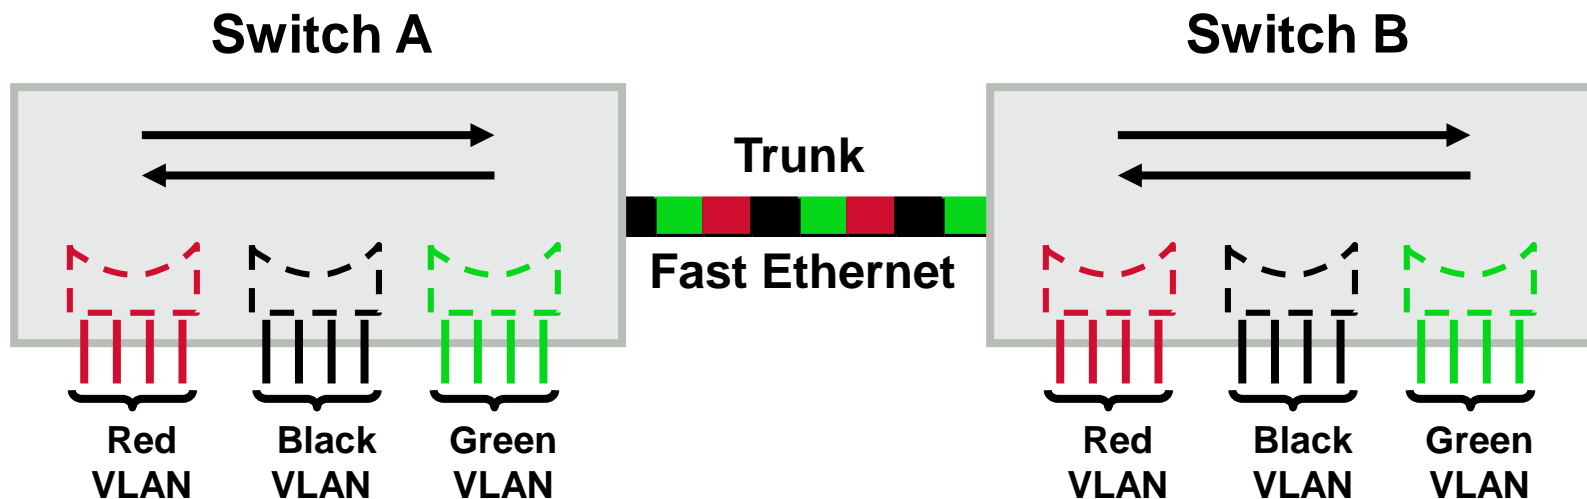 Switch A
Switch B
Trunk
Fast Ethernet
Red
VLAN
Black
VLAN
Green
VLAN
Red
VLAN
Black
VLAN
Green
VLAN